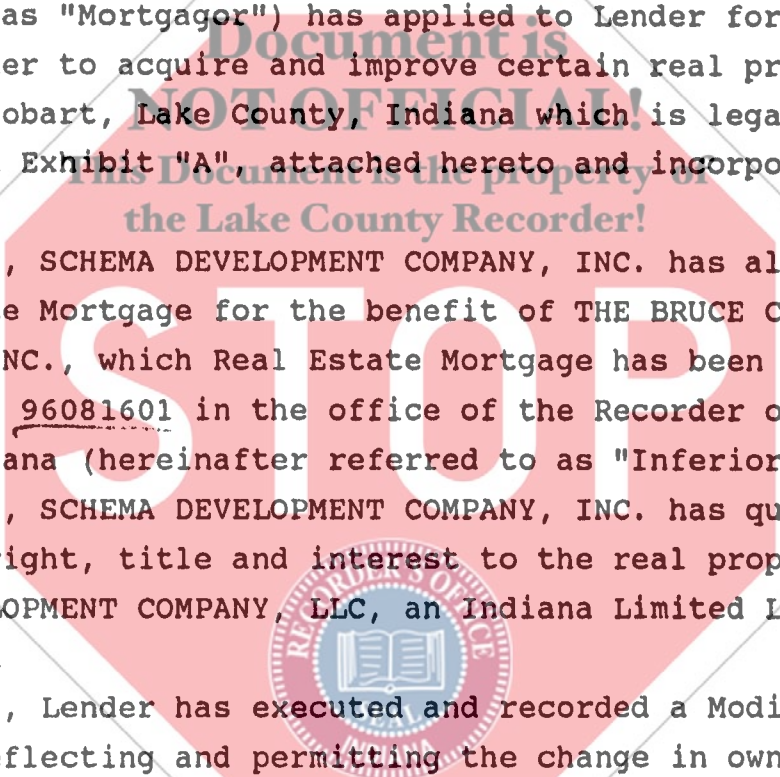 as "Mortgagor") has applied to Lender for
Document is
er to acquire and improve certain real pr
NOT OFFICIAL!
obart, Lake County, Indiana which is lega
Exhibit "A", attached hereto and incorpo
This Document is the property of
the Lake County Recorder!
, SCHEMA DEVELOPMENT COMPANY, INC. has al
e Mortgage for the benefit of THE BRUCE C
NC., which Real Estate Mortgage has been
STOP
96081601 in the office of the Recorder o
ana (hereinafter referred to as "Inferior
, SCHEMA DEVELOPMENT COMPANY, INC. has qu
ight, title and interest to the real prop
OPMENT COMPANY, LLC, an Indiana Limited L
RECORDER'S OFFICE
SEAL
, Lender has executed and recorded a Modi
INDIANA
flecting and permitting the change in own